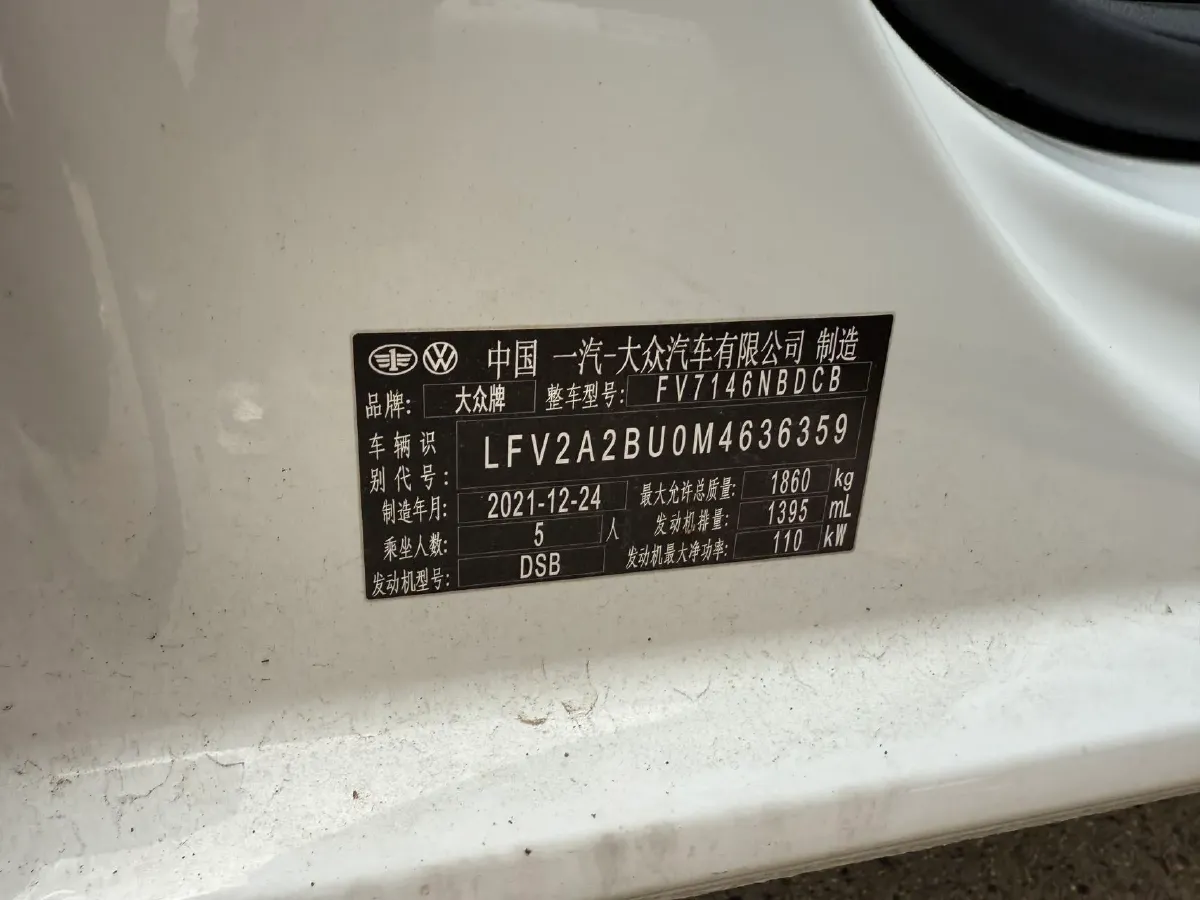 中国 一汽-大众汽车有限公司 制造
品牌: 大众牌 整车型号: FV7146NBDCB
车辆识别代号: LFV2A2BU0M4636359
制造年月: 2021-12-24 最大允许总质量: 1860 kg
乘坐人数: 5 人 发动机排量: 1395 mL
发动机型号: DSB 发动机最大净功率: 110 kW